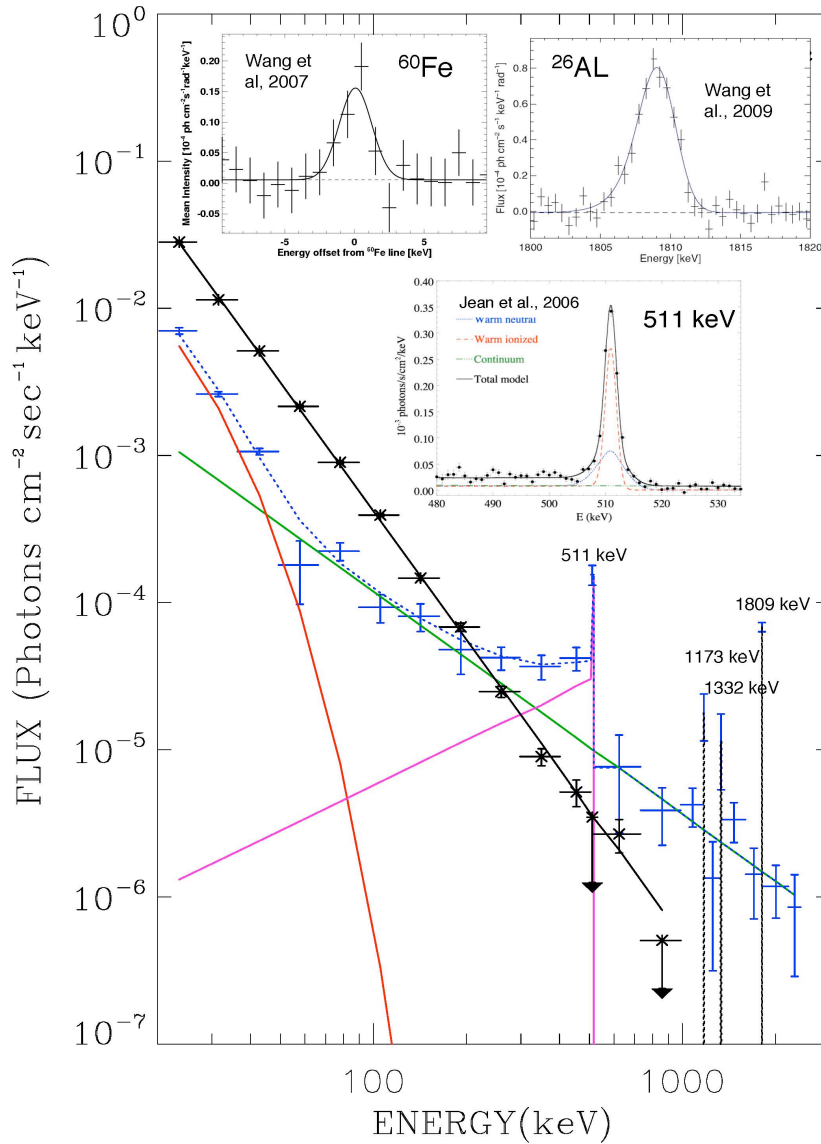 10⁰
10⁻¹
10⁻²
10⁻³
10⁻⁴
10⁻⁵
10⁻⁶
10⁻⁷
FLUX (Photons cm⁻² sec⁻¹ keV⁻¹)
Wang et al, 2007
⁶⁰Fe
Mean Intensity [10⁻⁴ ph cm⁻²s⁻¹rad⁻¹keV⁻¹]
0.20
0.15
0.10
0.05
0.00
-0.05
-5 0 5
Energy offset from ⁶⁰Fe line [keV]
²⁶AL
Wang et al., 2009
Flux [10⁻⁴ ph cm⁻² s⁻¹ keV⁻¹ rad⁻¹]
0.8
0.6
0.4
0.2
0.0
1800 1805 1810 1815 1820
Energy [keV]
Jean et al., 2006
511 keV
Warm neutral
Warm ionized
Continuum
Total model
10⁻³ photons/s/cm²/keV
0.40
0.35
0.30
0.25
0.20
0.15
0.10
0.05
0.00
480 490 500 510 520 530
E (keV)
511 keV
1809 keV
1173 keV
1332 keV
100 1000
ENERGY(keV)